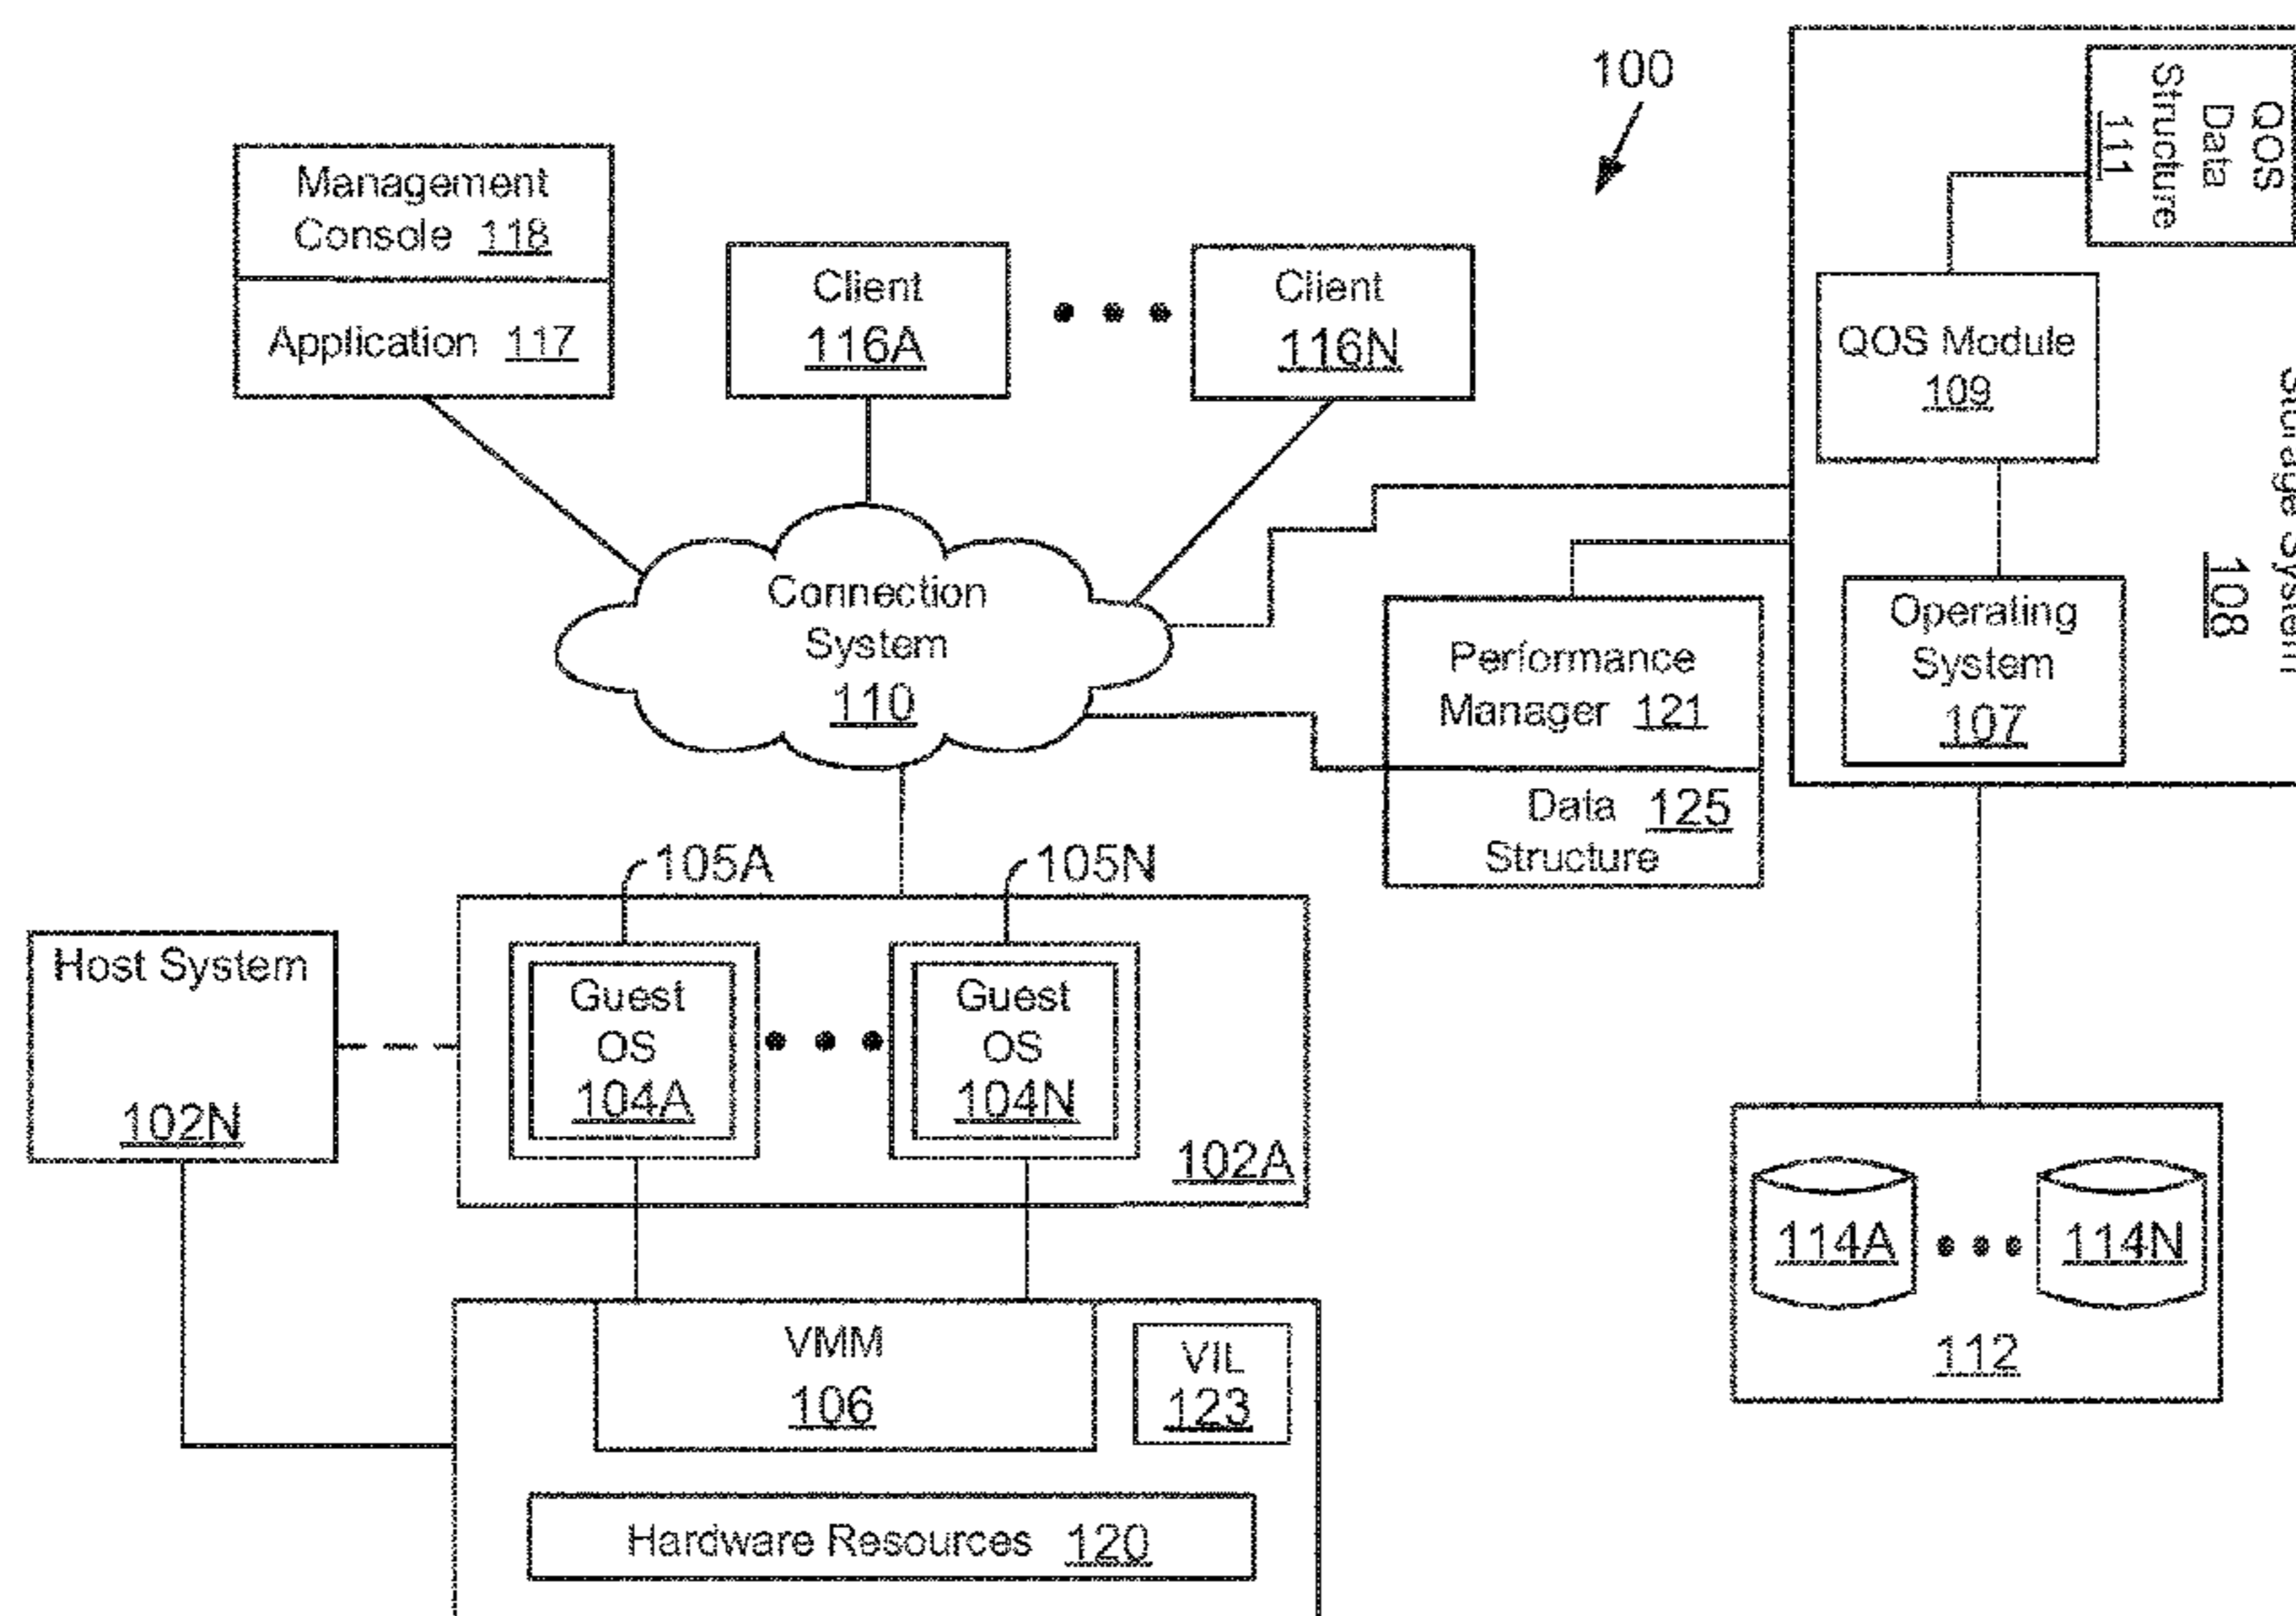 100
Management
Console 118
Application 117
Client
116A
Client
116N
QOS
Data
Structure
111
QOS Module
109
Storage System
108
Operating
System
107
Connection
System
110
Performance
Manager 121
Data 125
Structure
105A
105N
Host System
102N
Guest
OS
104A
Guest
OS
104N
102A
VMM
106
VIL
123
Hardware Resources 120
114A
114N
112